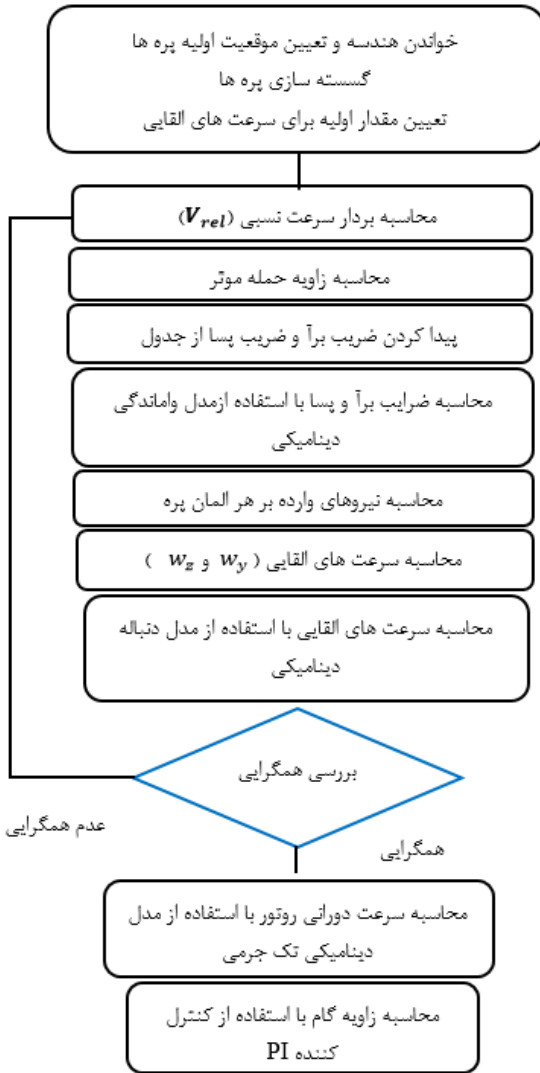 خواندن هندسه و تعیین موقعیت اولیه پره ها
گسسته سازی پره ها
تعیین مقدار اولیه برای سرعت های القایی
محاسبه بردار سرعت نسبی (V_rel)
محاسبه زاویه حمله موثر
پیدا کردن ضریب برآ و ضریب پسا از جدول
محاسبه ضرایب برآ و پسا با استفاده ازمدل واماندگی
دینامیکی
محاسبه نیروهای وارده بر هر المان پره
محاسبه سرعت های القایی ( w_y و w_z )
محاسبه سرعت های القایی با استفاده از مدل دنباله
دینامیکی
بررسی همگرایی
عدم همگرایی
همگرایی
محاسبه سرعت دورانی روتور با استفاده از مدل
دینامیکی تک جرمی
محاسبه زاویه گام با استفاده از کنترل
کننده PI